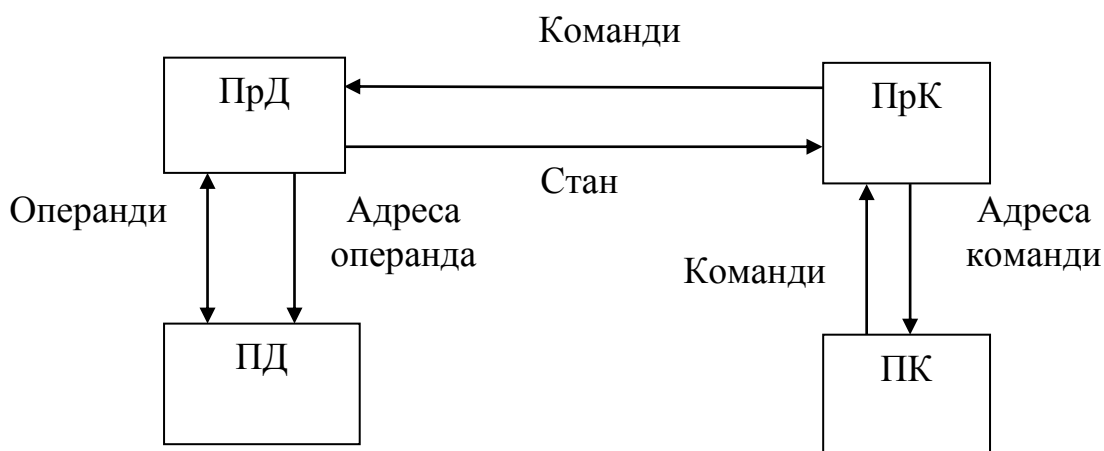 Команди
ПрД
ПрК
Стан
Операнди
Адреса
операнда
Команди
Адреса
команди
ПД
ПК